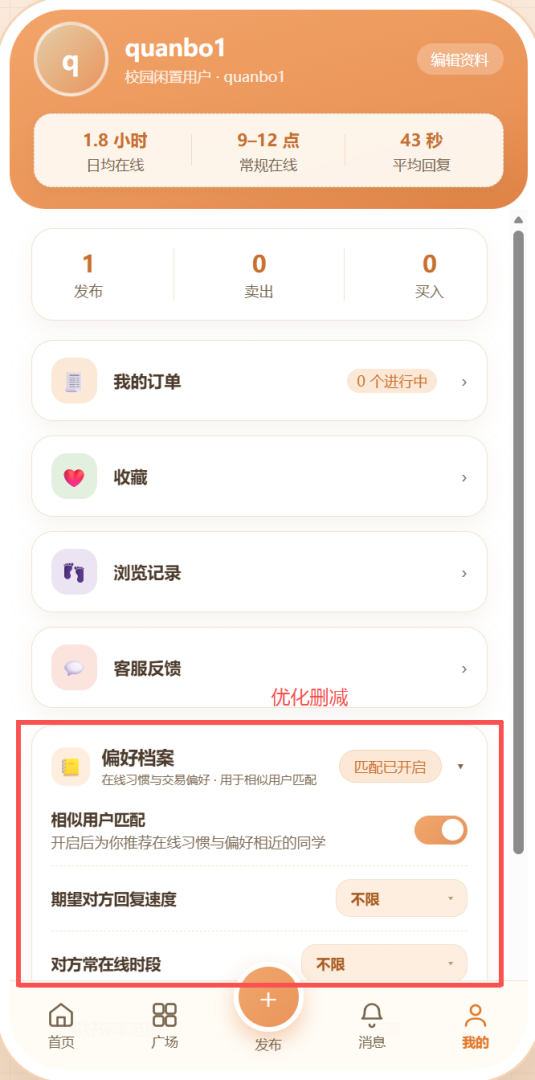 q
quanbo1
校园闲置用户 · quanbo1
编辑资料
1.8 小时
9–12 点
43 秒
日均在线
常规在线
平均回复
1
0
0
发布
卖出
买入
我的订单
0 个进行中
收藏
浏览记录
客服反馈
优化删减
偏好档案
在线习惯与交易偏好 · 用于相似用户匹配
匹配已开启
相似用户匹配
开启后为你推荐在线习惯与偏好相近的同学
期望对方回复速度
不限
对方常在线时段
不限
首页
广场
发布
消息
我的